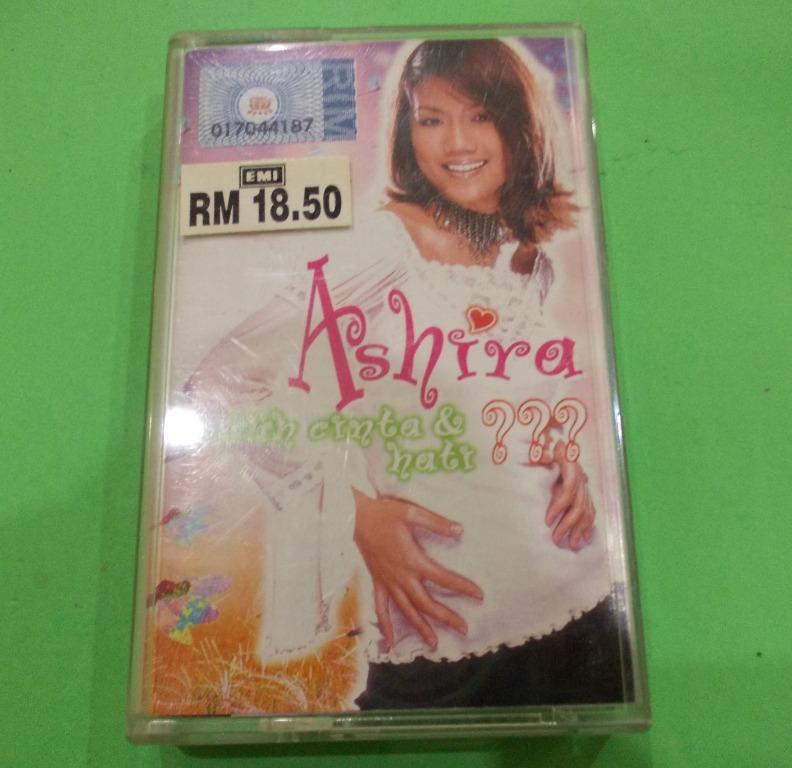 RIM
017044187
EMI
RM 18.50
Ashira
cinta & ???
hati